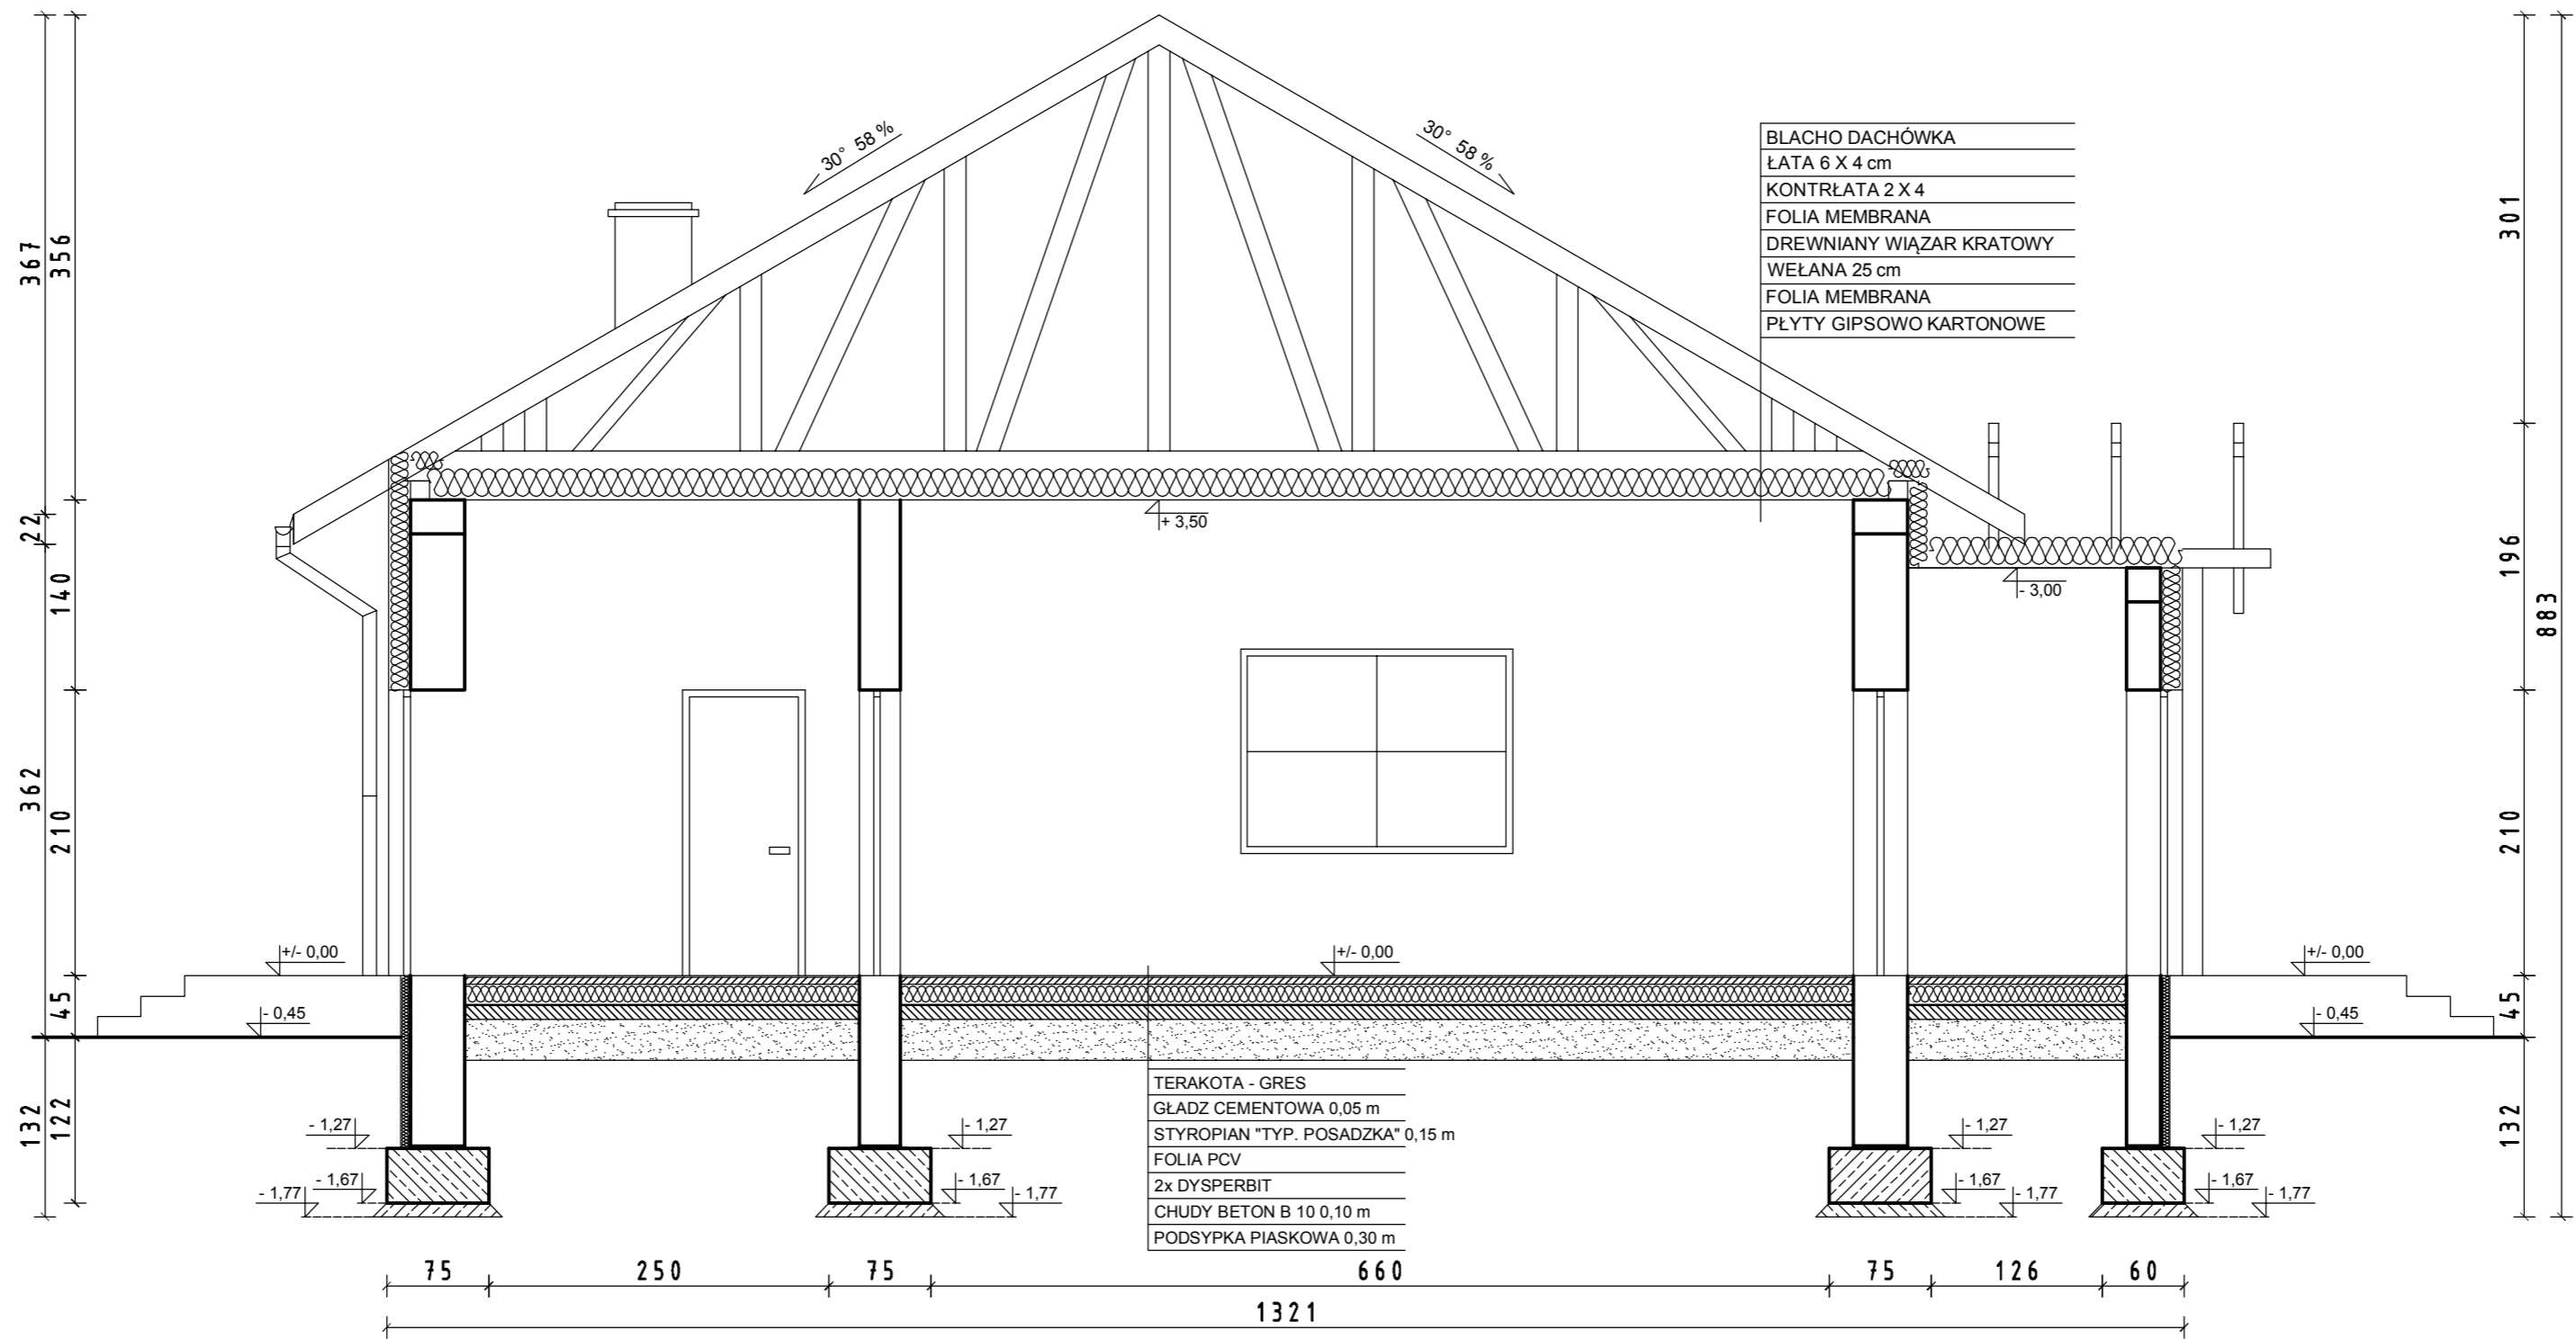 30° 58 %
30° 58 %
BLACHO DACHÓWKA
ŁATA 6 X 4 cm
KONTRŁATA 2 X 4
FOLIA MEMBRANA
DREWNIANY WIĄZAR KRATOWY
WEŁANA 25 cm
FOLIA MEMBRANA
PŁYTY GIPSOWO KARTONOWE
367
356
22
140
362
210
45
132
122
301
196
883
210
45
132
+ 3,50
- 3,00
+/- 0,00
+/- 0,00
+/- 0,00
- 0,45
- 0,45
TERAKOTA - GRES
GŁADZ CEMENTOWA 0,05 m
STYROPIAN "TYP. POSADZKA" 0,15 m
FOLIA PCV
2x DYSPERBIT
CHUDY BETON B 10 0,10 m
PODSYPKA PIASKOWA 0,30 m
- 1,27
- 1,67
- 1,77
- 1,27
- 1,67
- 1,77
- 1,27
- 1,67
- 1,77
- 1,27
- 1,67
- 1,77
75 250 75 660 75 126 60
1321